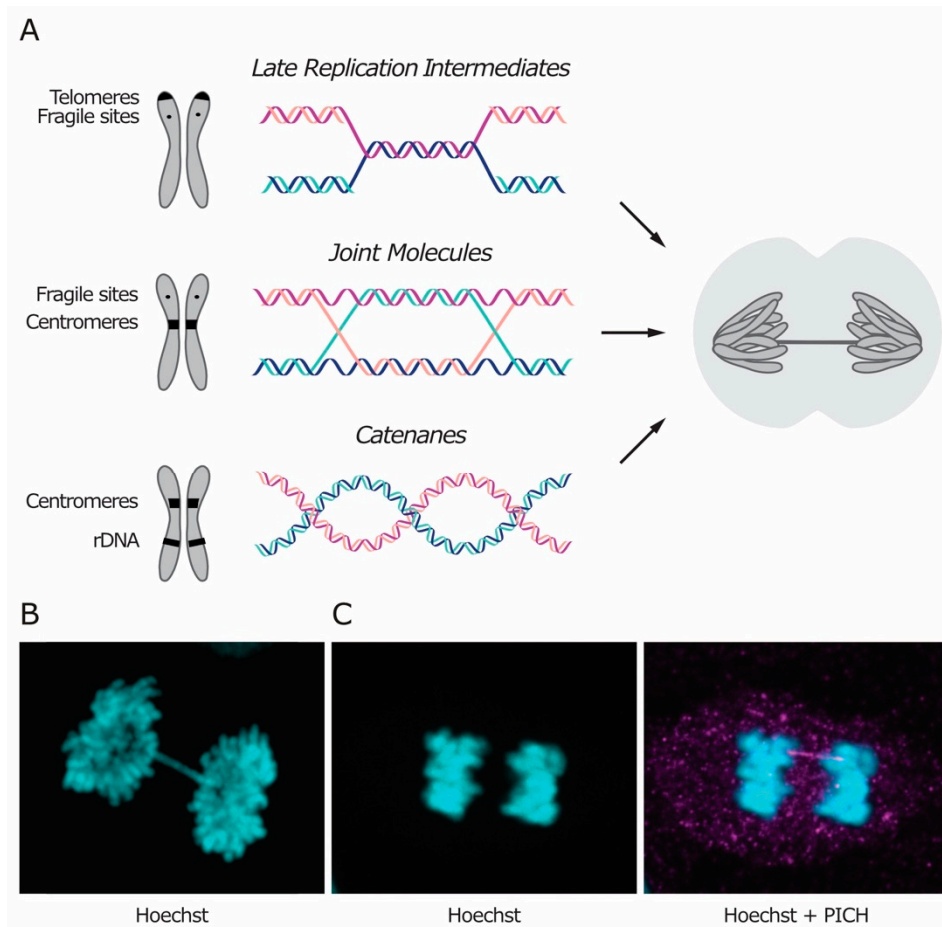 A
Late Replication Intermediates
Telomeres
Fragile sites
Joint Molecules
Fragile sites
Centromeres
Catenanes
Centromeres
rDNA
B
C
Hoechst
Hoechst
Hoechst + PICH